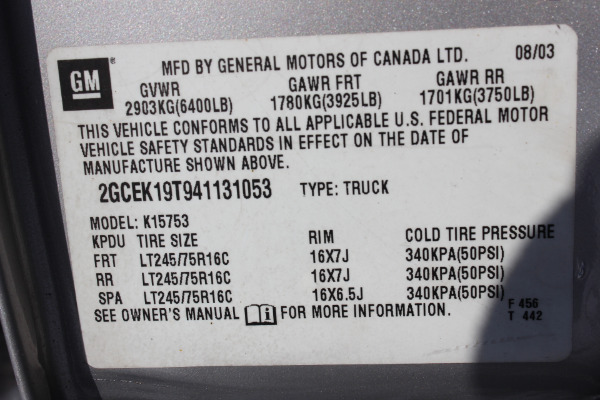 GM
MFD BY GENERAL MOTORS OF CANADA LTD. 08/03
GVWR GAWR FRT GAWR RR
2903KG(6400LB) 1780KG(3925LB) 1701KG(3750LB)
THIS VEHICLE CONFORMS TO ALL APPLICABLE U.S. FEDERAL MOTOR
VEHICLE SAFETY STANDARDS IN EFFECT ON THE DATE OF
MANUFACTURE SHOWN ABOVE.
2GCEK19T941131053 TYPE: TRUCK
MODEL: K15753
KPDU TIRE SIZE RIM COLD TIRE PRESSURE
FRT LT245/75R16C 16X7J 340KPA(50PSI)
RR LT245/75R16C 16X7J 340KPA(50PSI)
SPA LT245/75R16C 16X6.5J 340KPA(50PSI)
SEE OWNER'S MANUAL i FOR MORE INFORMATION.
F 456
T 442